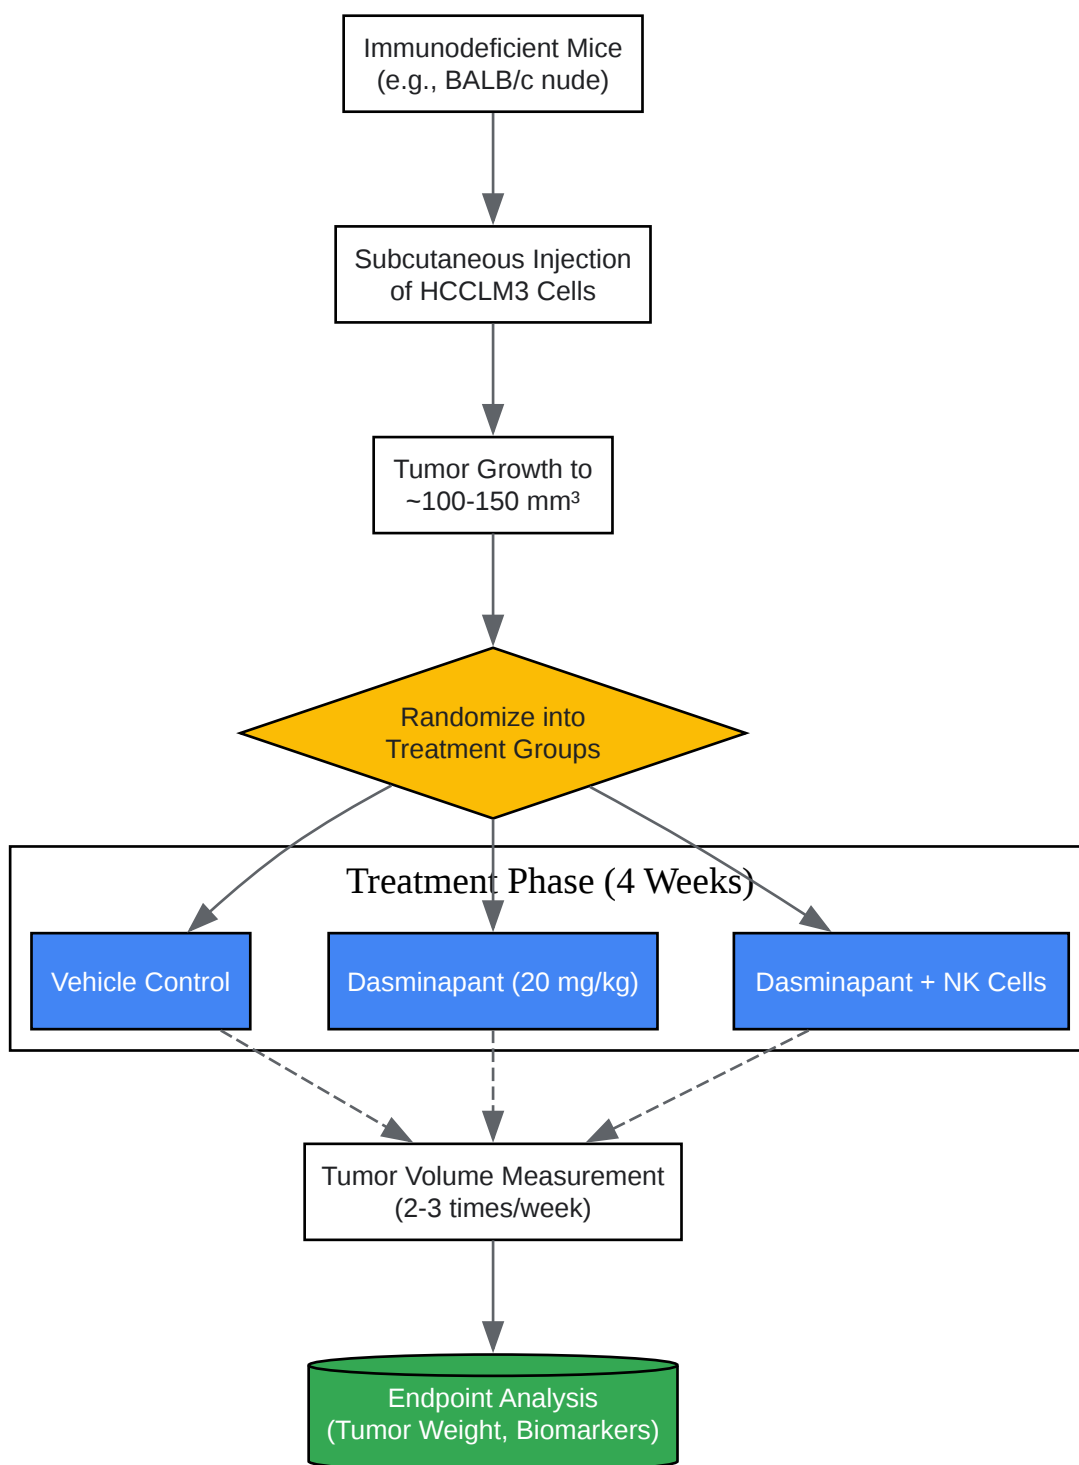 Immunodeficient Mice
(e.g., BALB/c nude)
Subcutaneous Injection
of HCCLM3 Cells
Tumor Growth to
~100-150 mm³
Randomize into
Treatment Groups
Treatment Phase (4 Weeks)
Vehicle Control
Dasminapant (20 mg/kg)
Dasminapant + NK Cells
Tumor Volume Measurement
(2-3 times/week)
Endpoint Analysis
(Tumor Weight, Biomarkers)